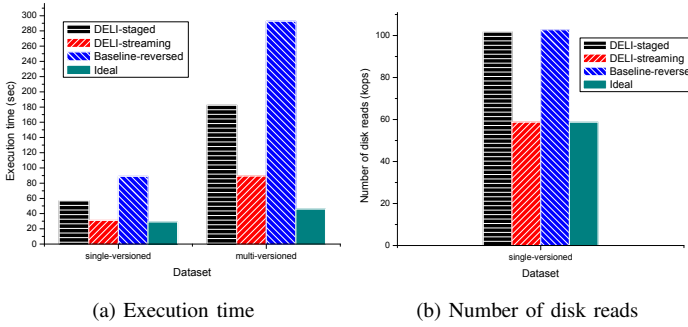 300
280
260
240
220
200
180
160
140
120
100
80
60
40
20
0
Execution time (sec)
DELI-staged
DELI-streaming
Baseline-reversed
Ideal
single-versioned
multi-versioned
Dataset
(a) Execution time
100
80
60
40
20
0
Number of disk reads (kops)
DELI-staged
DELI-streaming
Baseline-reversed
Ideal
single-versioned
Dataset
(b) Number of disk reads